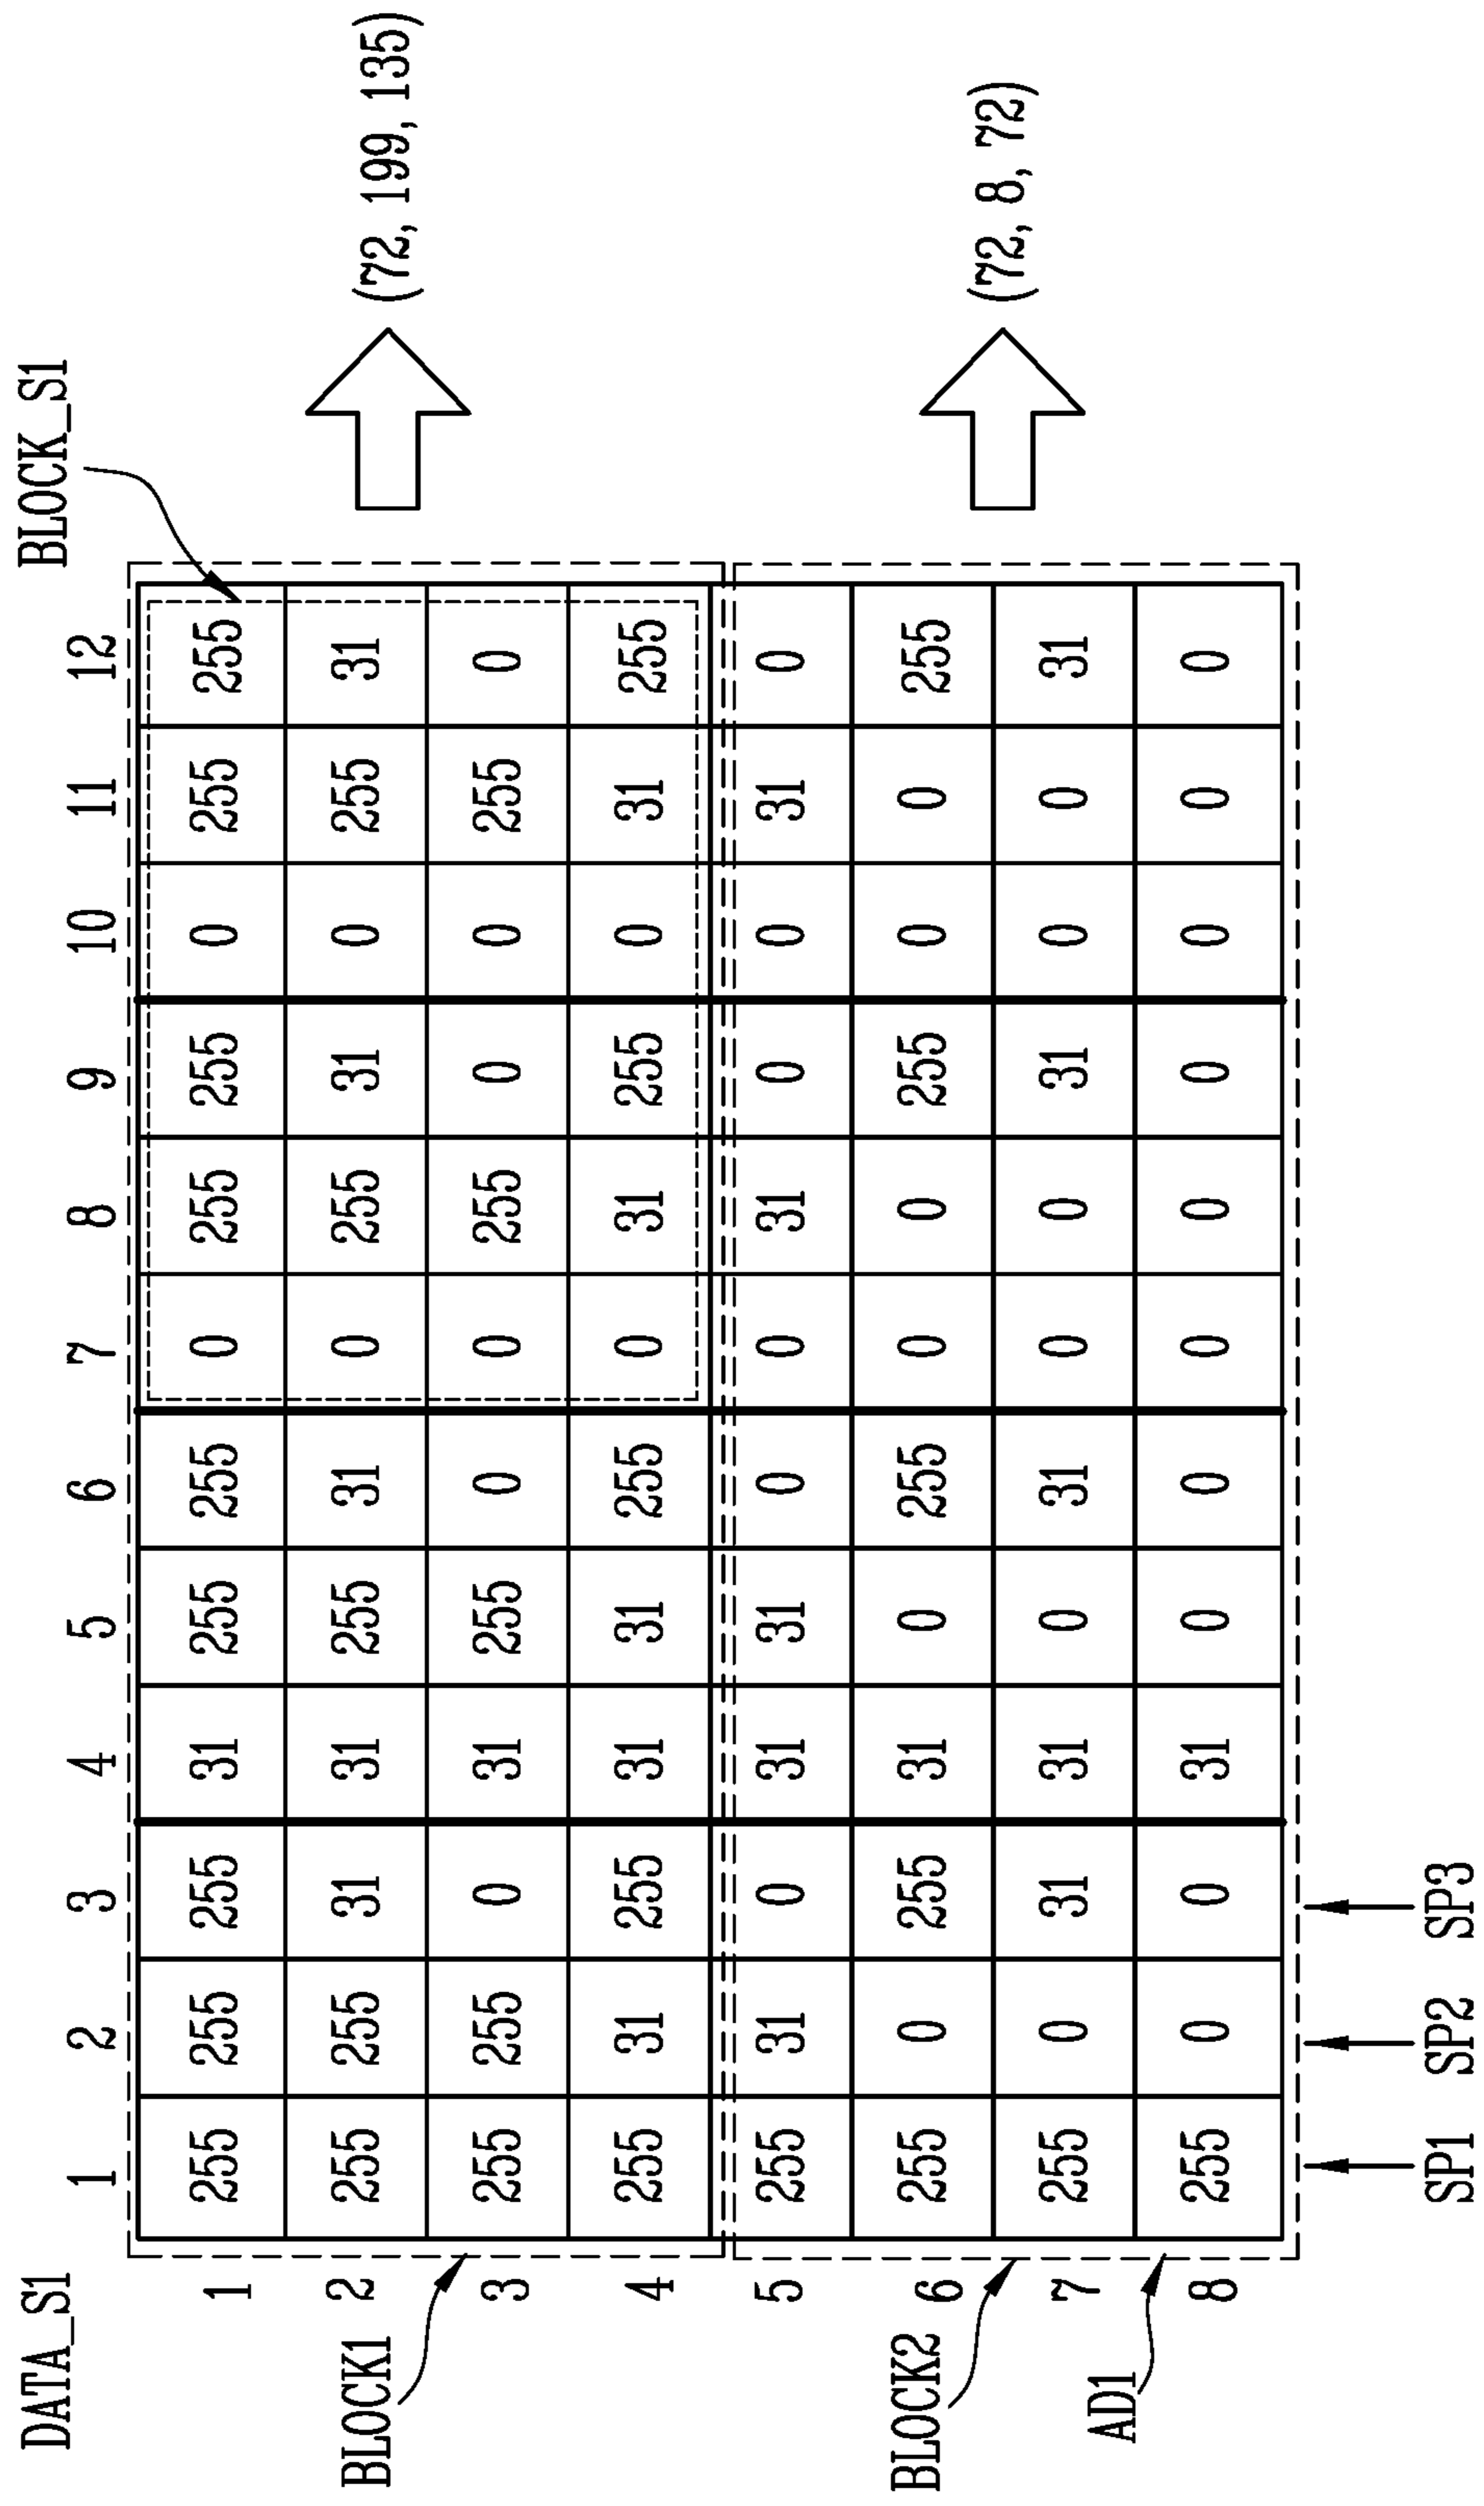 DATA_S1 BLOCK_S1
1 2 3 4 5 6 7 8 9 10 11 12
1 255 255 255 31 255 255 0 255 255 0 255 255
2 255 255 31 31 255 31 0 255 31 0 255 31
BLOCK1 (72, 199, 135)
3 255 255 0 31 255 0 0 255 0 0 255 0
4 255 31 255 31 31 255 0 31 255 0 31 255
5 255 31 0 31 31 0 0 31 0 0 31 0
BLOCK2
6 255 0 255 31 0 255 0 0 255 0 0 255
(72, 8, 72)
7 255 0 31 31 0 31 0 0 31 0 0 31
AD1
8 255 0 0 31 0 0 0 0 0 0 0 0
SP1 SP2 SP3